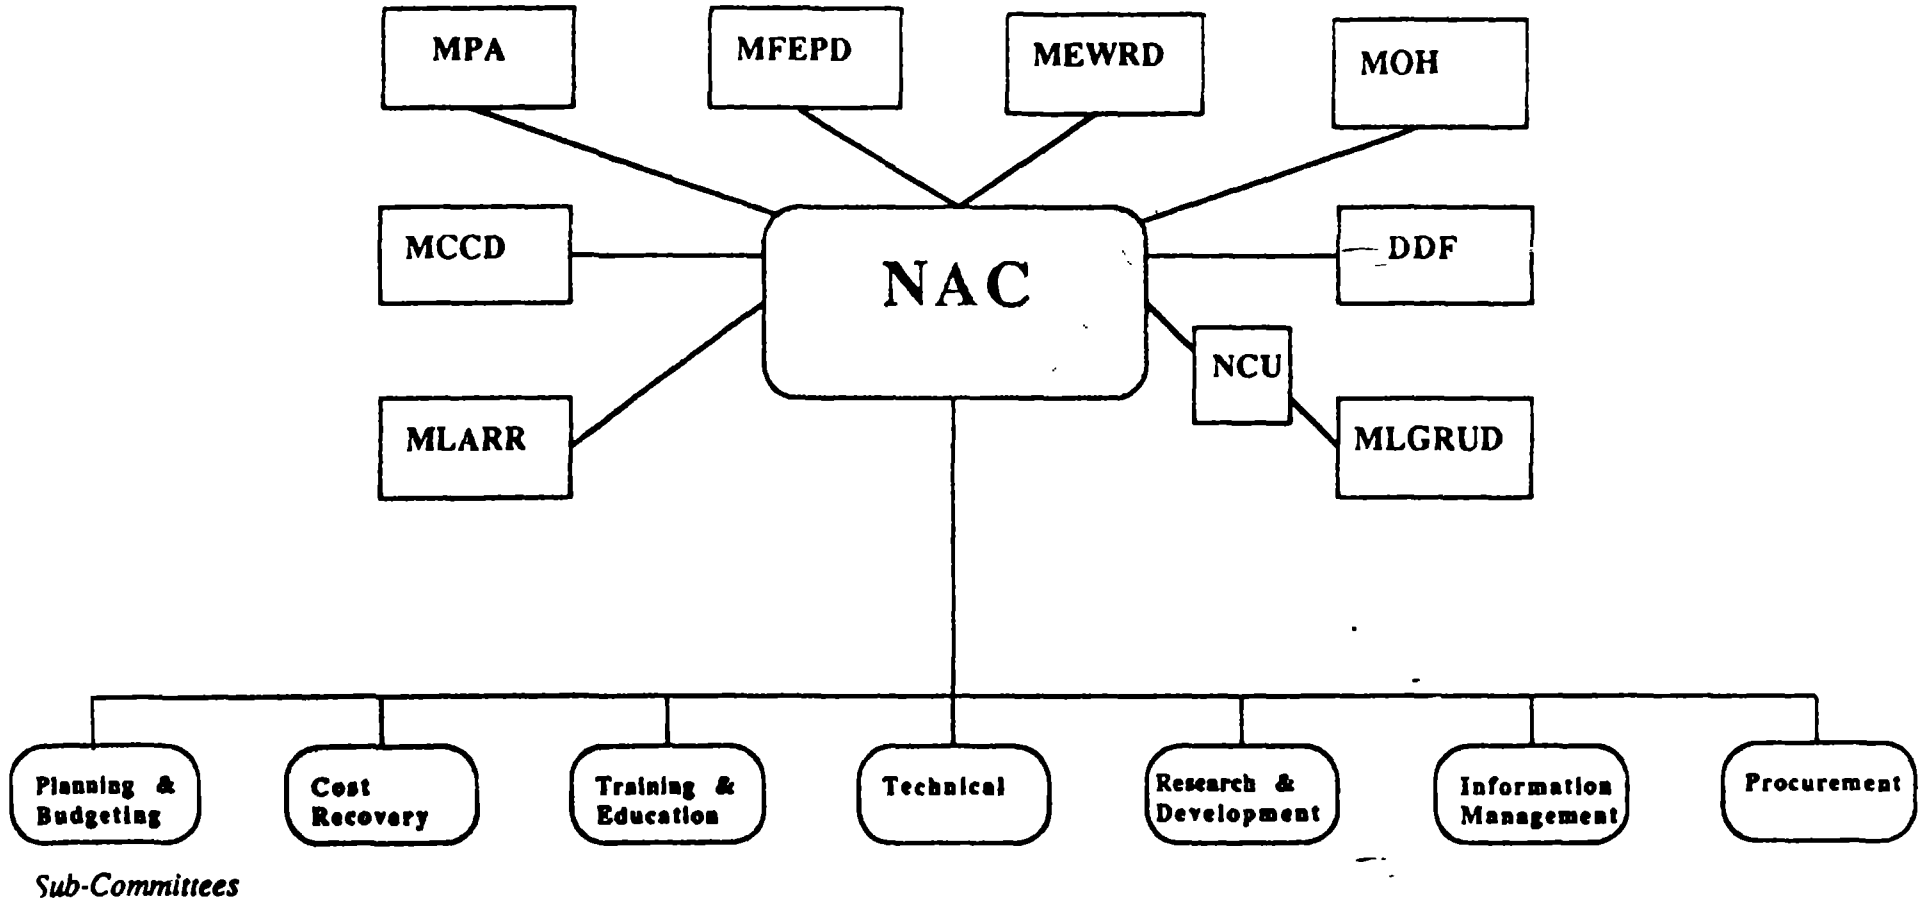 MPA
MFEPD
MEWRD
MOH
MCCD
NAC
DDF
NCU
MLARR
MLGRUD
Planning &
Budgeting
Cost
Recovery
Training &
Education
Technical
Research &
Development
Information
Management
Procurement
Sub-Committees